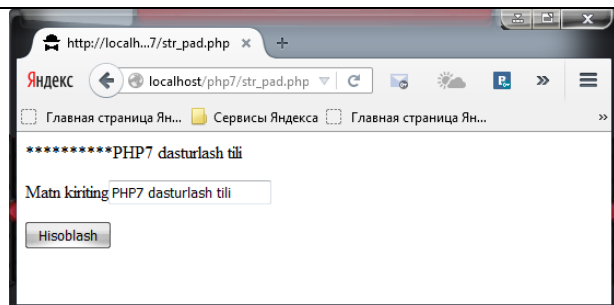 http://localh...7/str_pad.php
Яндекс localhost/php7/str_pad.php
Главная страница Ян... Сервисы Яндекса Главная страница Ян... »
**********PHP7 dasturlash tili
Matn kiriting PHP7 dasturlash tili
Hisoblash